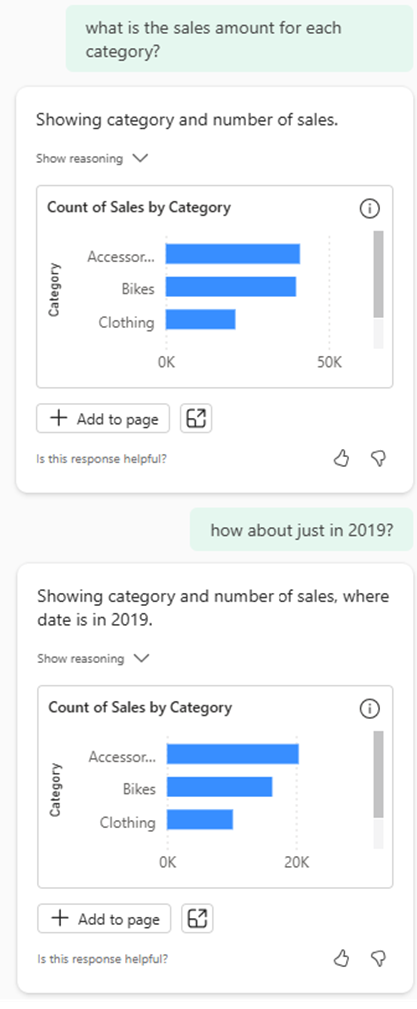 what is the sales amount for each
category?
Showing category and number of sales.
Show reasoning
Count of Sales by Category
Category
Accessor...
Bikes
Clothing
0K 50K
+ Add to page
Is this response helpful?
how about just in 2019?
Showing category and number of sales, where
date is in 2019.
Show reasoning
Count of Sales by Category
Category
Accessor...
Bikes
Clothing
0K 20K
+ Add to page
Is this response helpful?